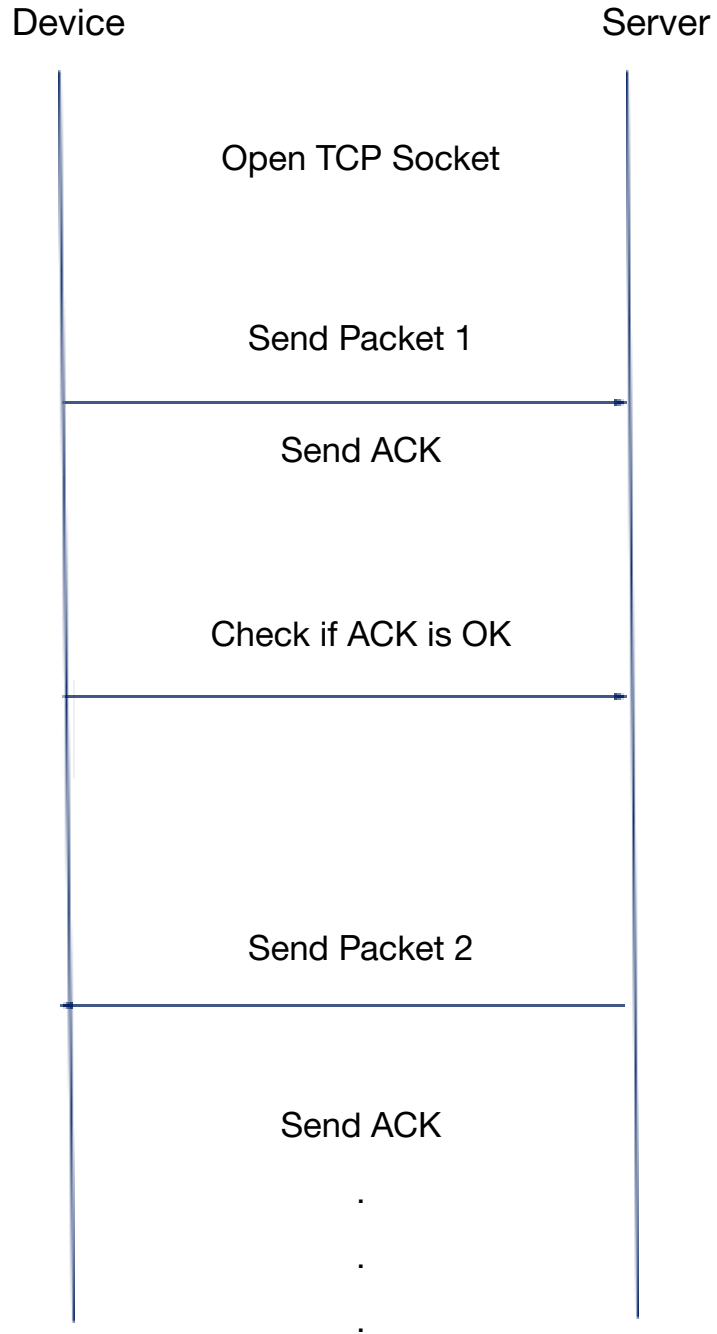 Device Server
Open TCP Socket
Send Packet 1
Send ACK
Check if ACK is OK
Send Packet 2
Send ACK
.
.
.